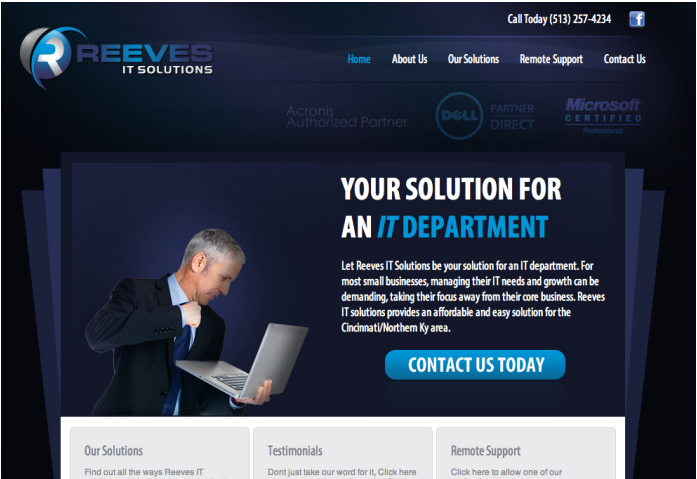 Call Today (513) 257-4234
f
R REEVES
IT SOLUTIONS
Home About Us Our Solutions Remote Support Contact Us
Acronis
Authorized Partner
DELL
PARTNER
DIRECT
Microsoft
CERTIFIED
Professional
YOUR SOLUTION FOR
AN IT DEPARTMENT
Let Reeves IT Solutions be your solution for an IT department. For
most small businesses, managing their IT needs and growth can be
demanding, taking their focus away from their core business. Reeves
IT solutions provides an affordable and easy solution for the
Cincinnati/Northern Ky area.
CONTACT US TODAY
Our Solutions
Find out all the ways Reeves IT
Testimonials
Dont just take our word for it, Click here
Remote Support
Click here to allow one of our